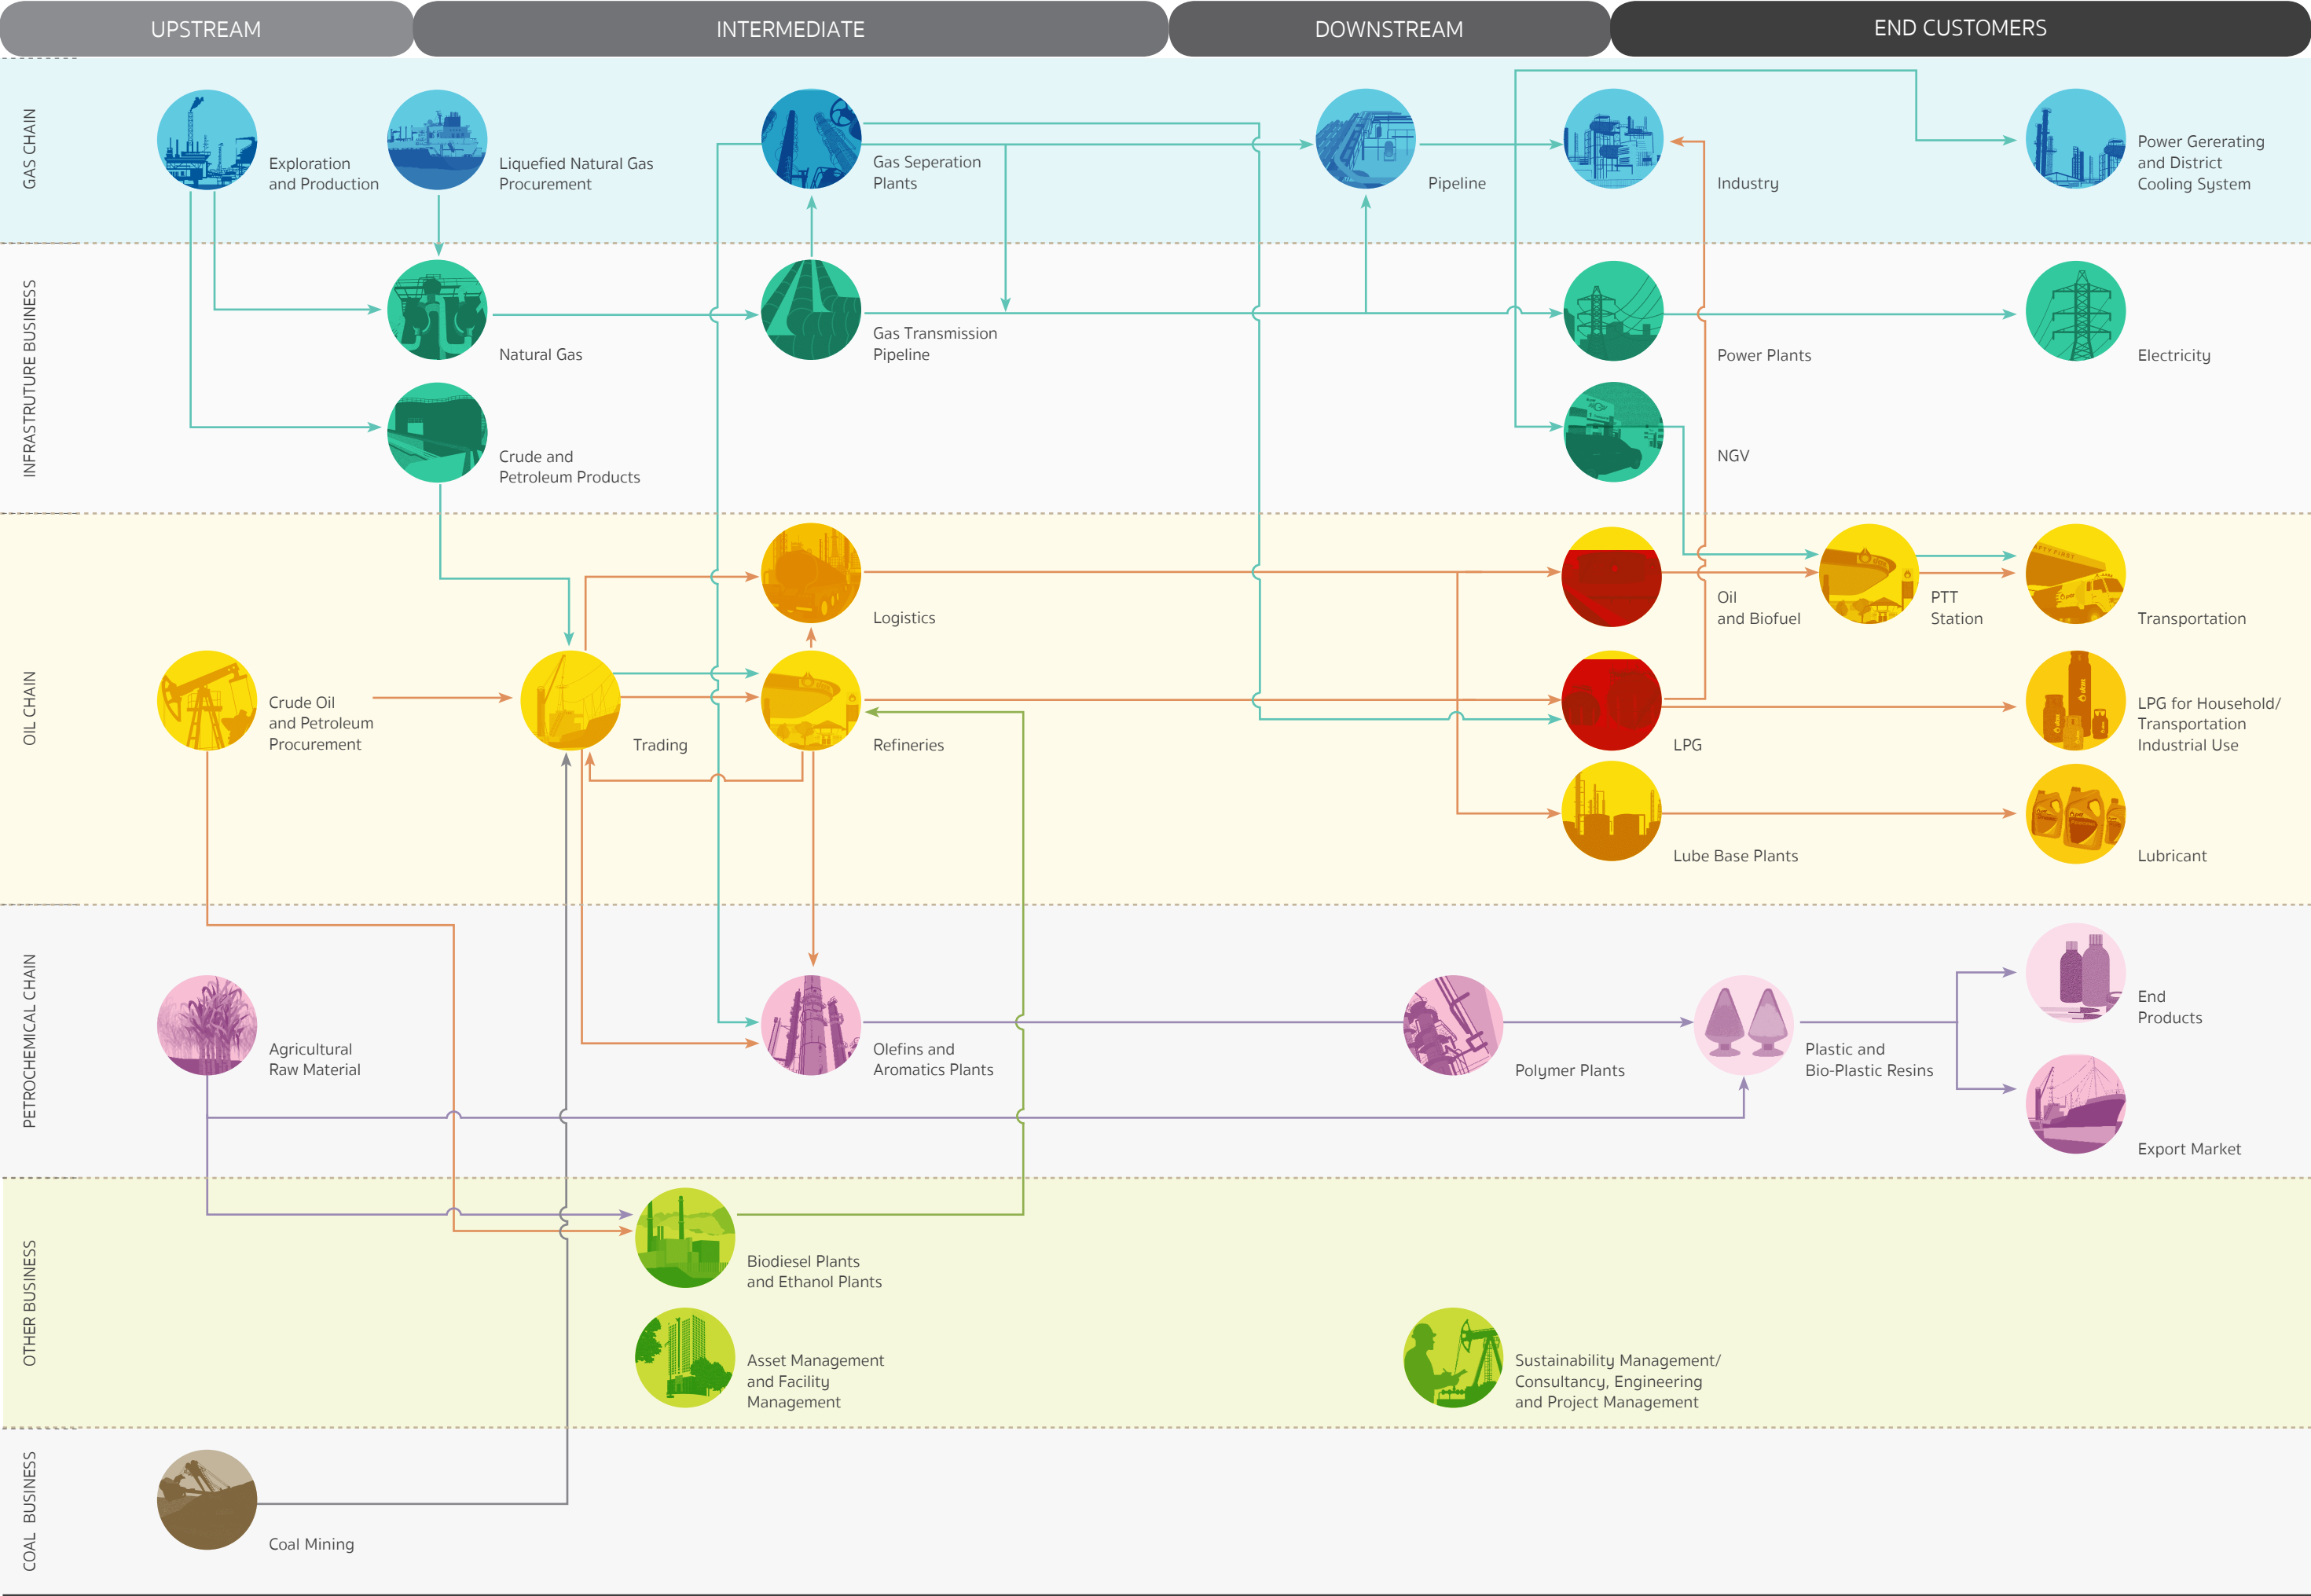 UPSTREAM
INTERMEDIATE
DOWNSTREAM
END CUSTOMERS
GAS CHAIN
Exploration
and Production
Liquefied Natural Gas
Procurement
Gas Seperation
Plants
Pipeline
Industry
Power Gererating
and District
Cooling System
INFRASTRUTURE BUSINESS
Natural Gas
Gas Transmission
Pipeline
Power Plants
Electricity
Crude and
Petroleum Products
NGV
OIL CHAIN
Logistics
Oil
and Biofuel
PTT
Station
Transportation
Crude Oil
and Petroleum
Procurement
Trading
Refineries
LPG
LPG for Household/
Transportation
Industrial Use
Lube Base Plants
Lubricant
PETROCHEMICAL CHAIN
Agricultural
Raw Material
Olefins and
Aromatics Plants
Polymer Plants
Plastic and
Bio-Plastic Resins
End
Products
Export Market
OTHER BUSINESS
Biodiesel Plants
and Ethanol Plants
Asset Management
and Facility
Management
Sustainability Management/
Consultancy, Engineering
and Project Management
COAL BUSINESS
Coal Mining